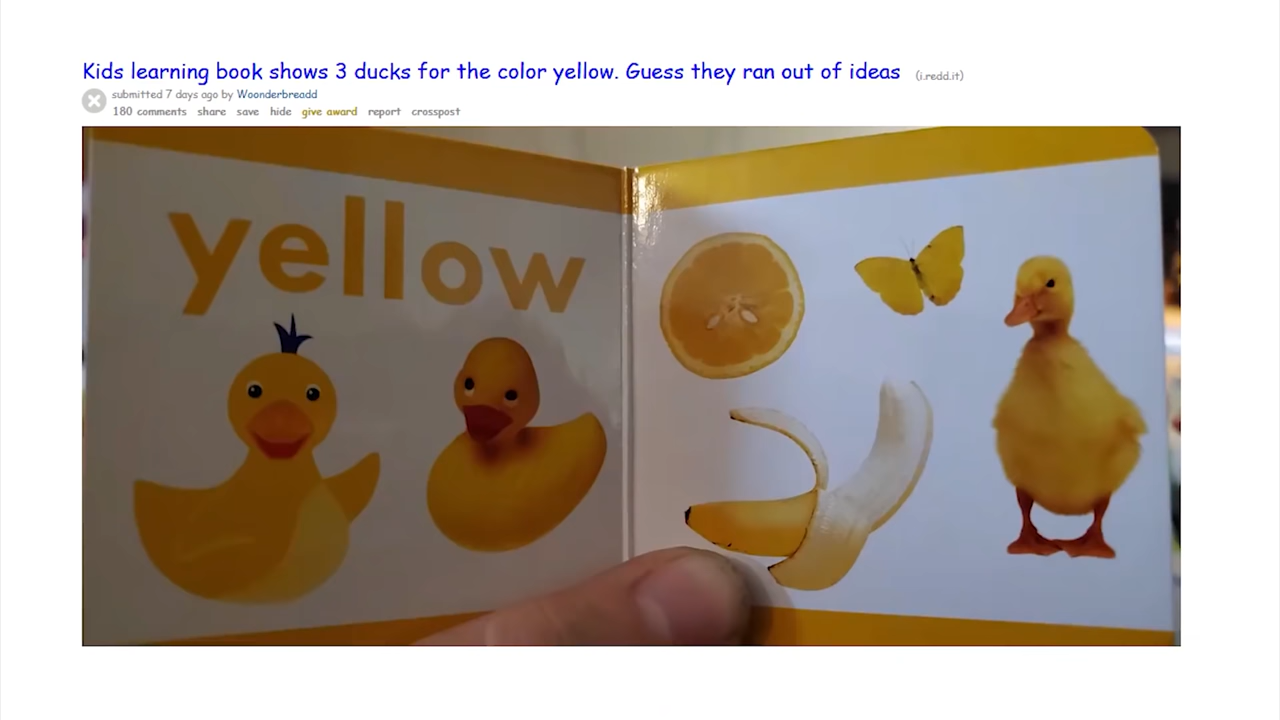 Kids learning book shows 3 ducks for the color yellow. Guess they ran out of ideas (i.redd.it)
submitted 7 days ago by Woonderbreadd
180 comments share save hide give award report crosspost
yellow